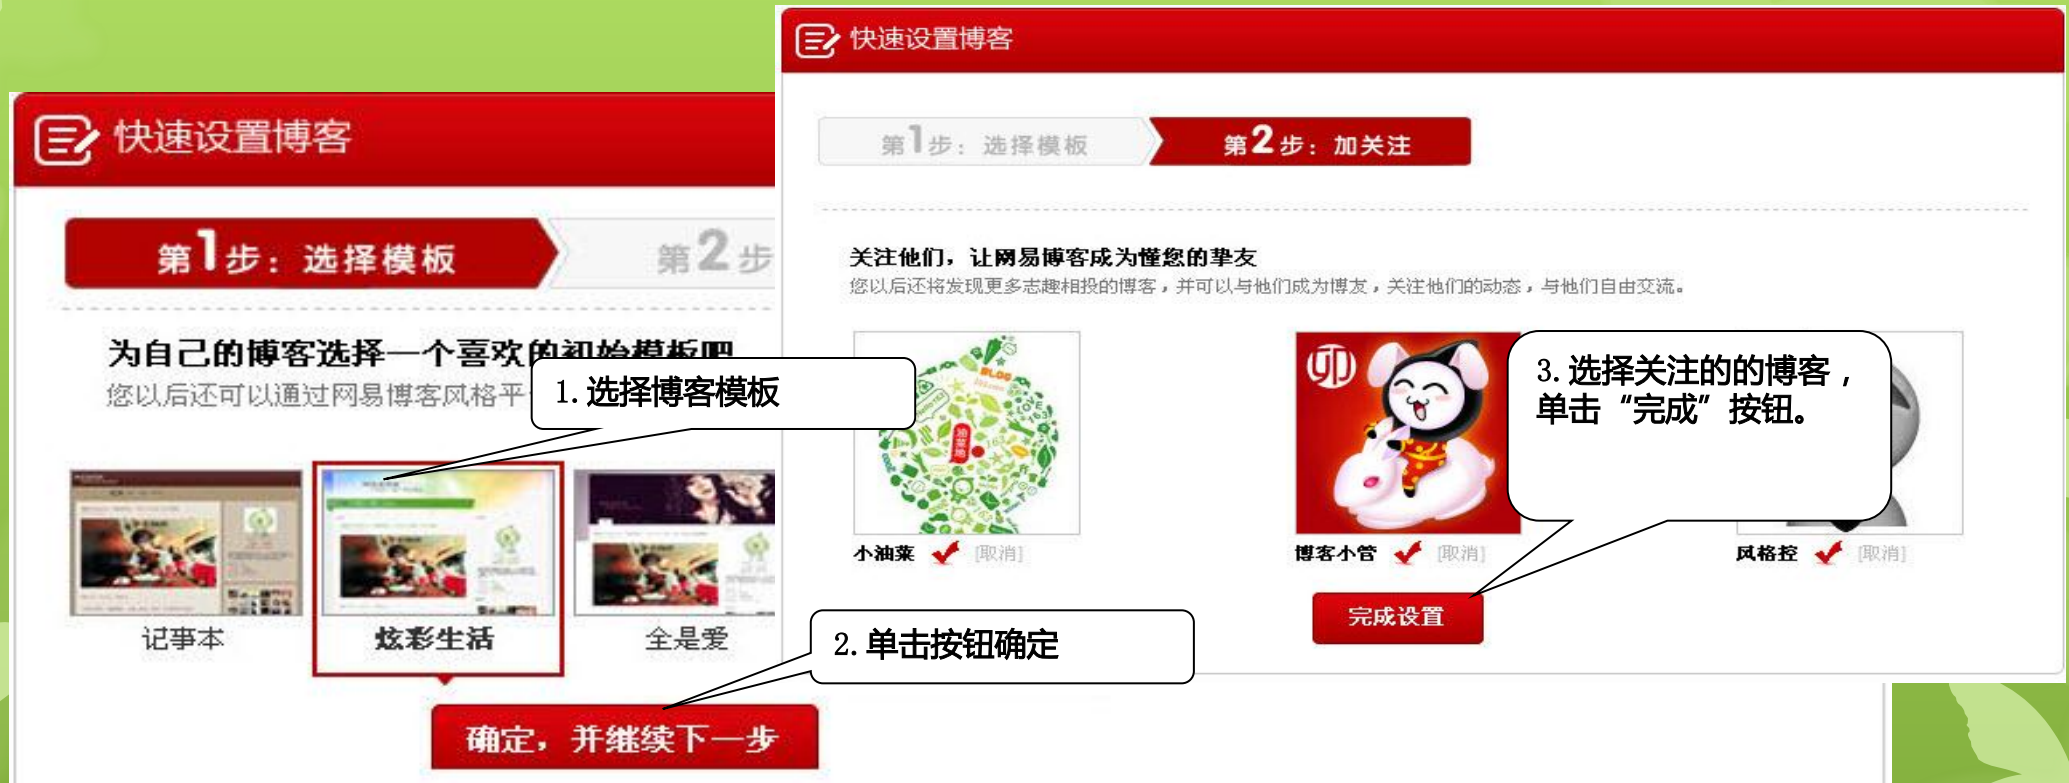 快速设置博客
第1步：选择模板
第2步
为自己的博客选择一个喜欢的初始模板吧
您以后还可以通过网易博客风格平
1.选择博客模板
记事本
炫彩生活
全是爱
2.单击按钮确定
确定，并继续下一步
快速设置博客
第1步：选择模板
第2步：加关注
关注他们，让网易博客成为懂您的挚友
您以后还将发现更多志趣相投的博客，并可以与他们成为博友，关注他们的动态，与他们自由交流。
BLOG
油菜地
印
3.选择关注的的博客，
单击“完成”按钮。
小油菜 [取消]
博客小管 [取消]
风格控 [取消]
完成设置